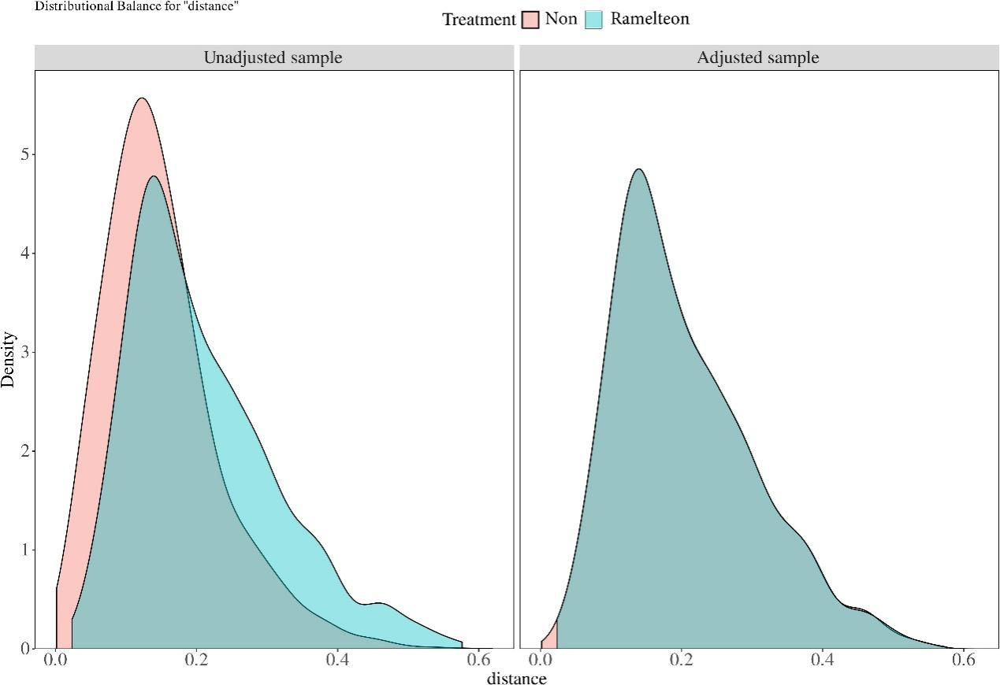 Distributional Balance for "distance"
Treatment Non Ramelteon
Unadjusted sample
Adjusted sample
Density
5
4
3
2
1
0
0.0 0.2 0.4 0.6
0.0 0.2 0.4 0.6
distance